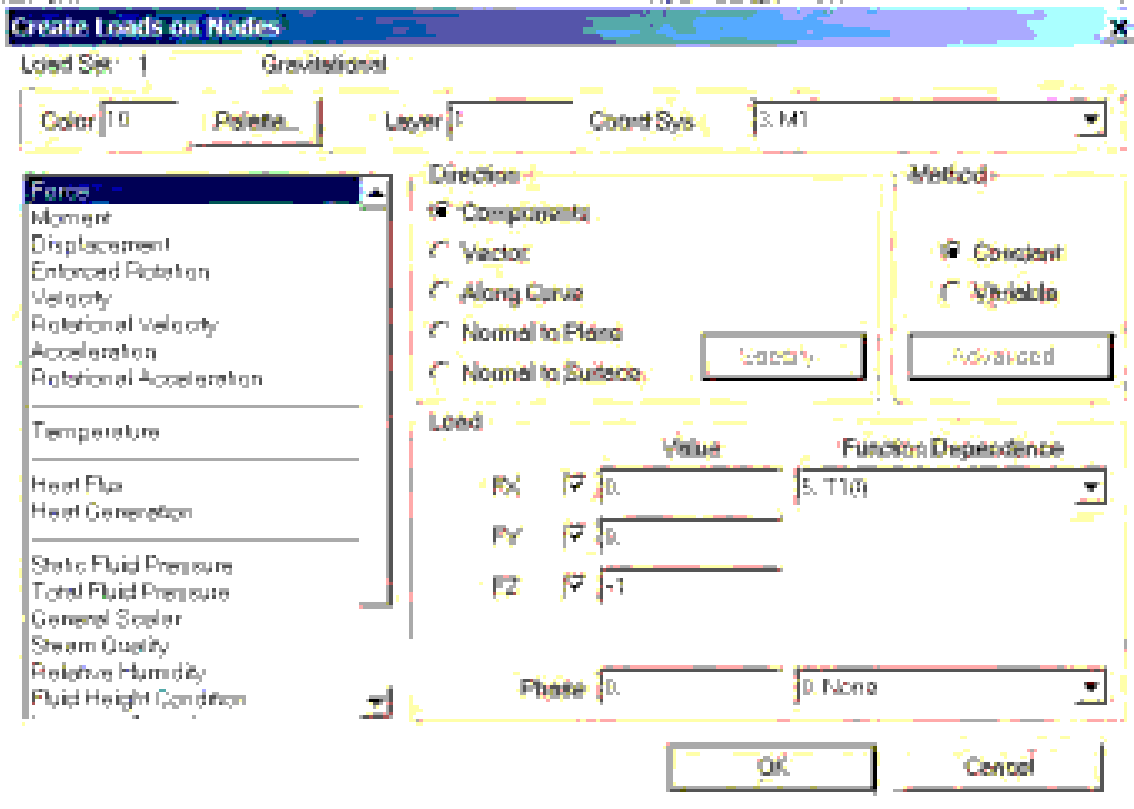 Create Loads on Nodes
Load Set 1 Gravitational
Color 10 Palette... Layer 1 Coord Sys 3. M1
Force
Moment
Displacement
Enforced Rotation
Velocity
Rotational Velocity
Acceleration
Rotational Acceleration
Temperature
Heat Flux
Heat Generation
Static Fluid Pressure
Total Fluid Pressure
General Scalar
Steam Quality
Relative Humidity
Fluid Height Condition
Direction
Components
Vector
Along Curve
Normal to Plane
Normal to Surface
Specify...
Method
Constant
Variable
Advanced
Load
Value Function Dependence
FX 0.
FY 0.
FZ -1
Phase 0. 0. None
OK Cancel